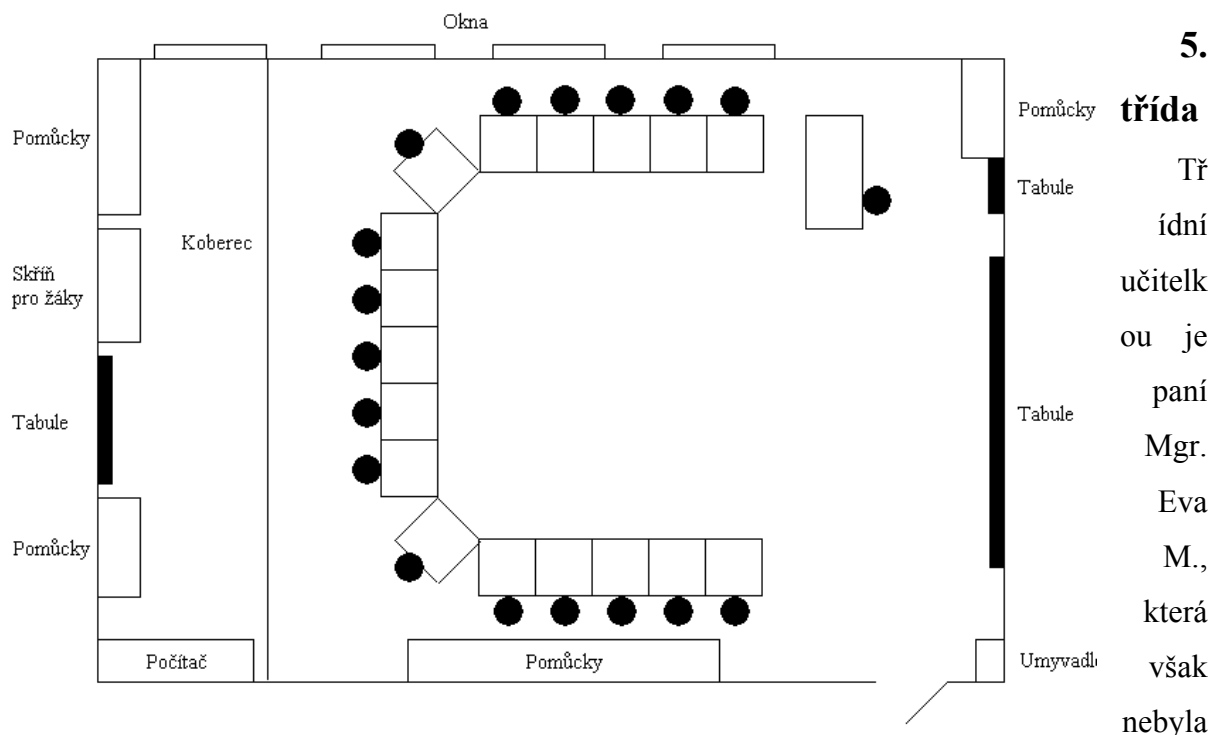 Okna
Pomůcky
Koberec
Skříň
pro žáky
Tabule
Pomůcky
Počítač
Pomůcky
Pomůcky
Tabule
Tabule
Umyvadlo
5.
třída
Tř
ídní
učitelk
ou je
paní
Mgr.
Eva
M.,
která
však
nebyla